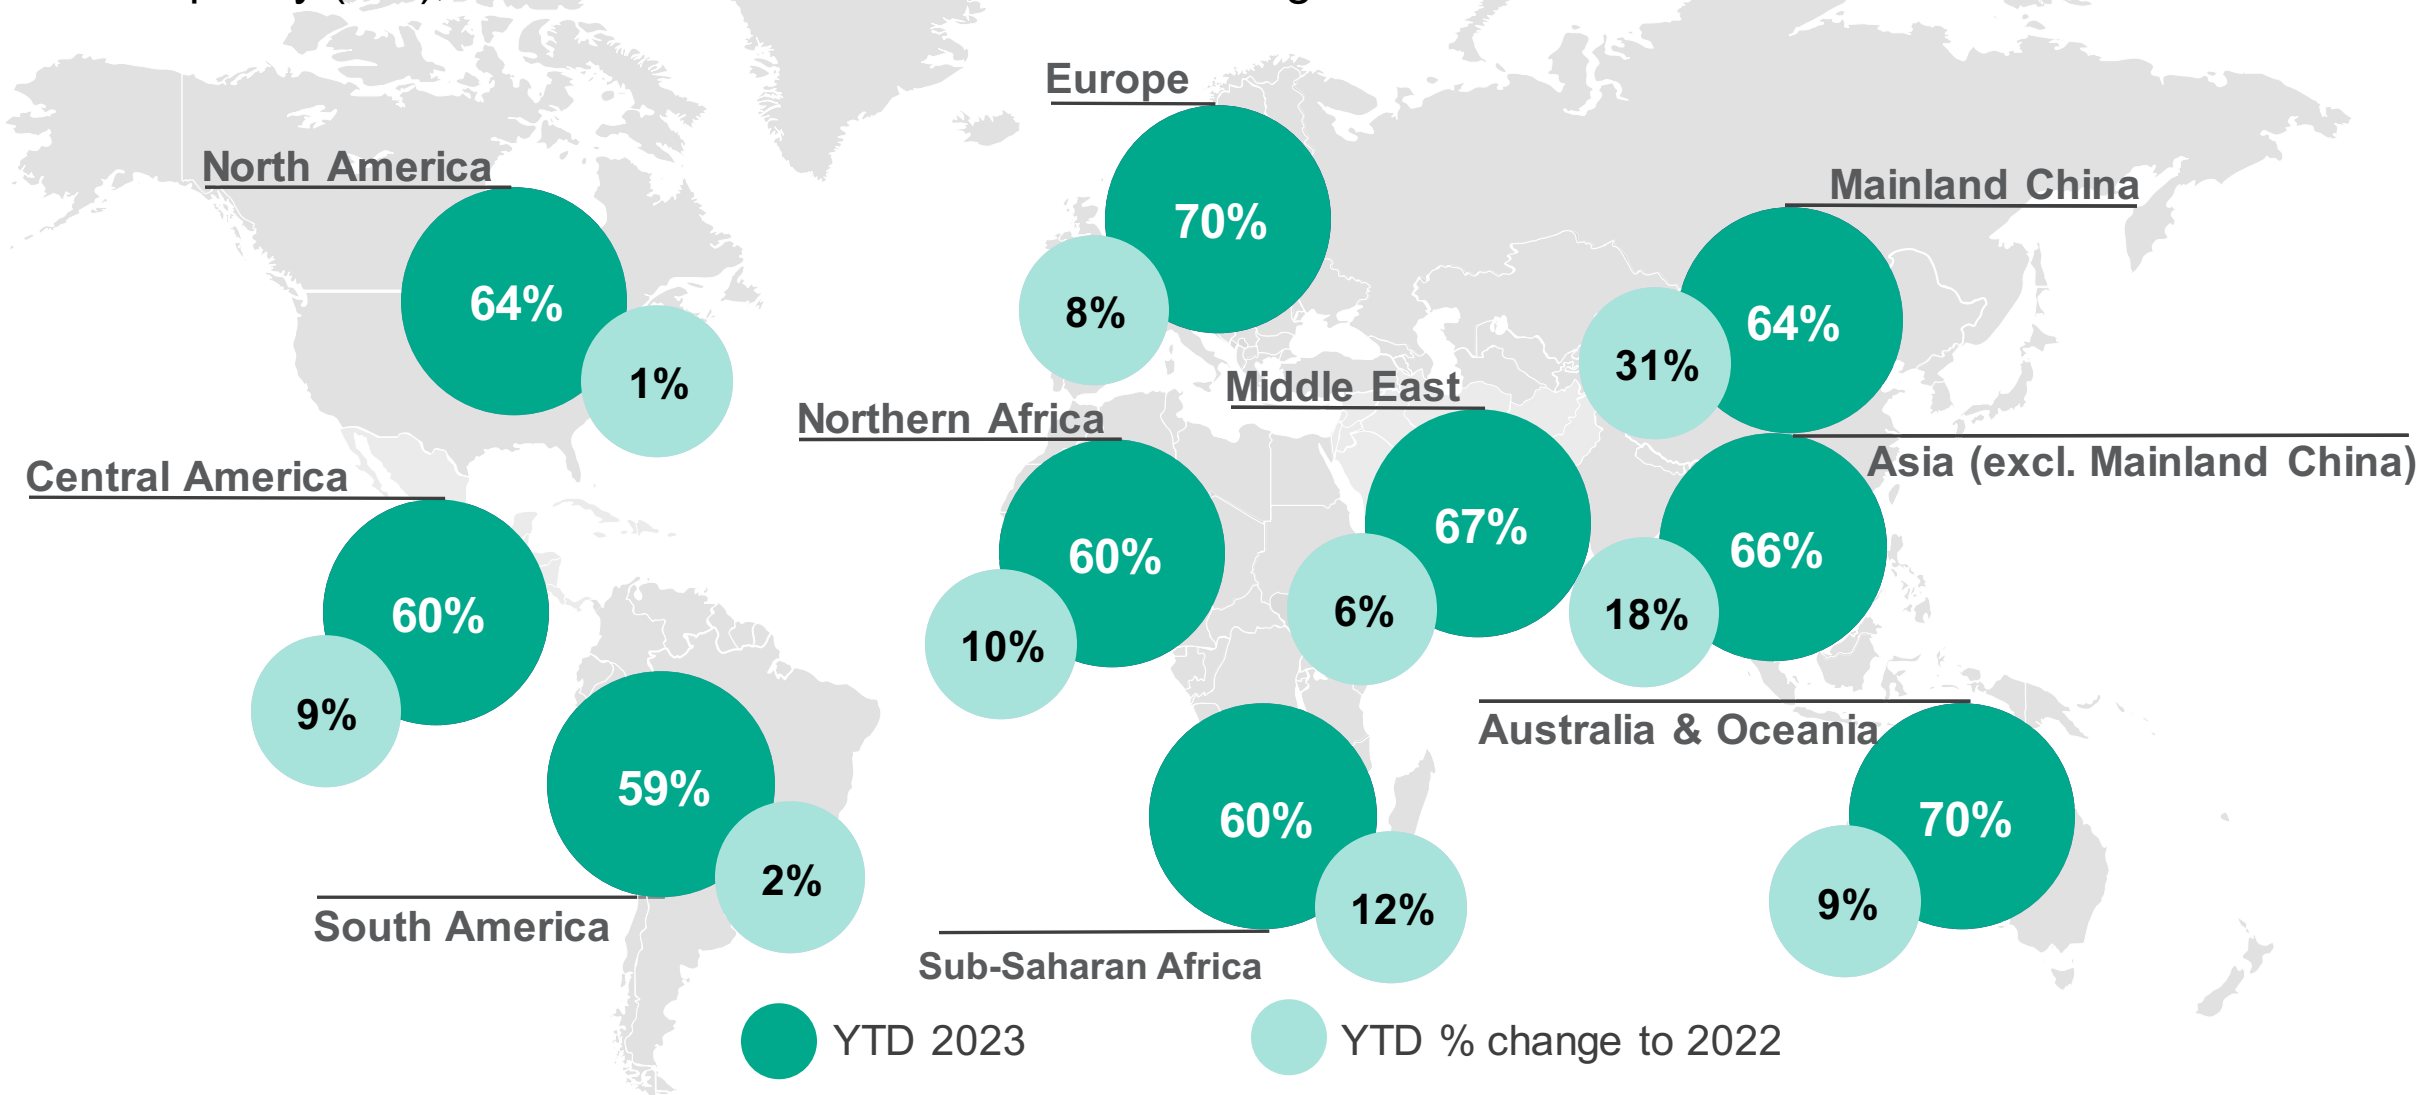 Europe
70%
8%
North America
64%
1%
Mainland China
64%
31%
Middle East
67%
6%
Northern Africa
60%
10%
Asia (excl. Mainland China)
66%
18%
Central America
60%
9%
59%
2%
South America
60%
12%
Sub-Saharan Africa
Australia & Oceania
70%
9%
YTD 2023
YTD % change to 2022